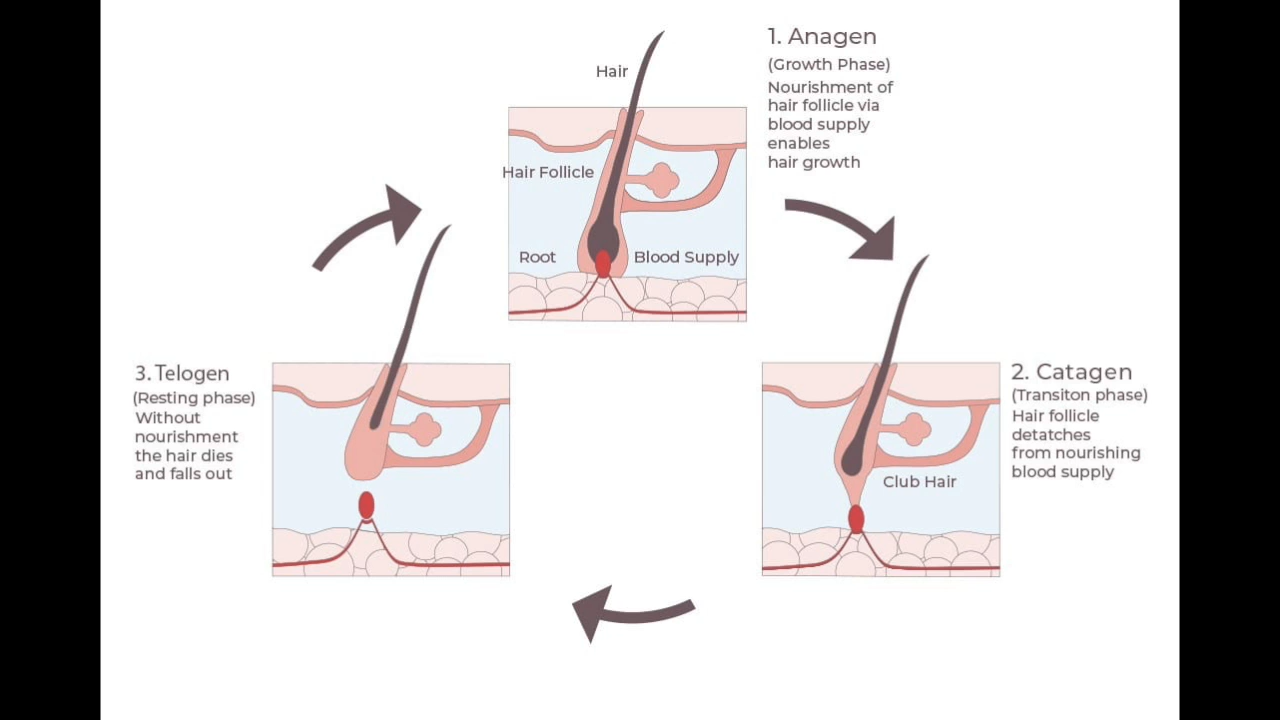 1. Anagen
(Growth Phase)
Nourishment of
hair follicle via
blood supply
enables
hair growth
Hair
Hair Follicle
Root
Blood Supply
2. Catagen
(Transiton phase)
Hair follicle
detatches
from nourishing
blood supply
Club Hair
3. Telogen
(Resting phase)
Without
nourishment
the hair dies
and falls out